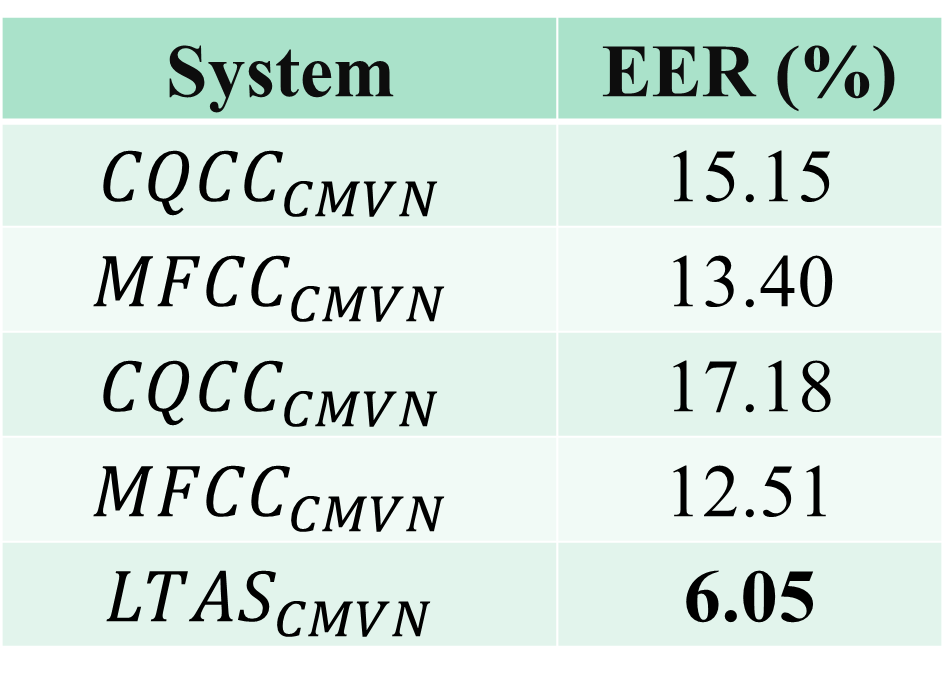 System EER (%)
CQCC_CMVN 15.15
MFCC_CMVN 13.40
CQCC_CMVN 17.18
MFCC_CMVN 12.51
LTAS_CMVN 6.05